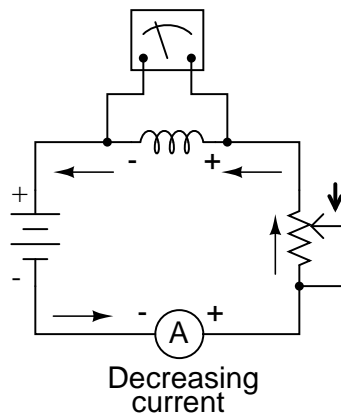 - +
+
-
- A +
Decreasing
current